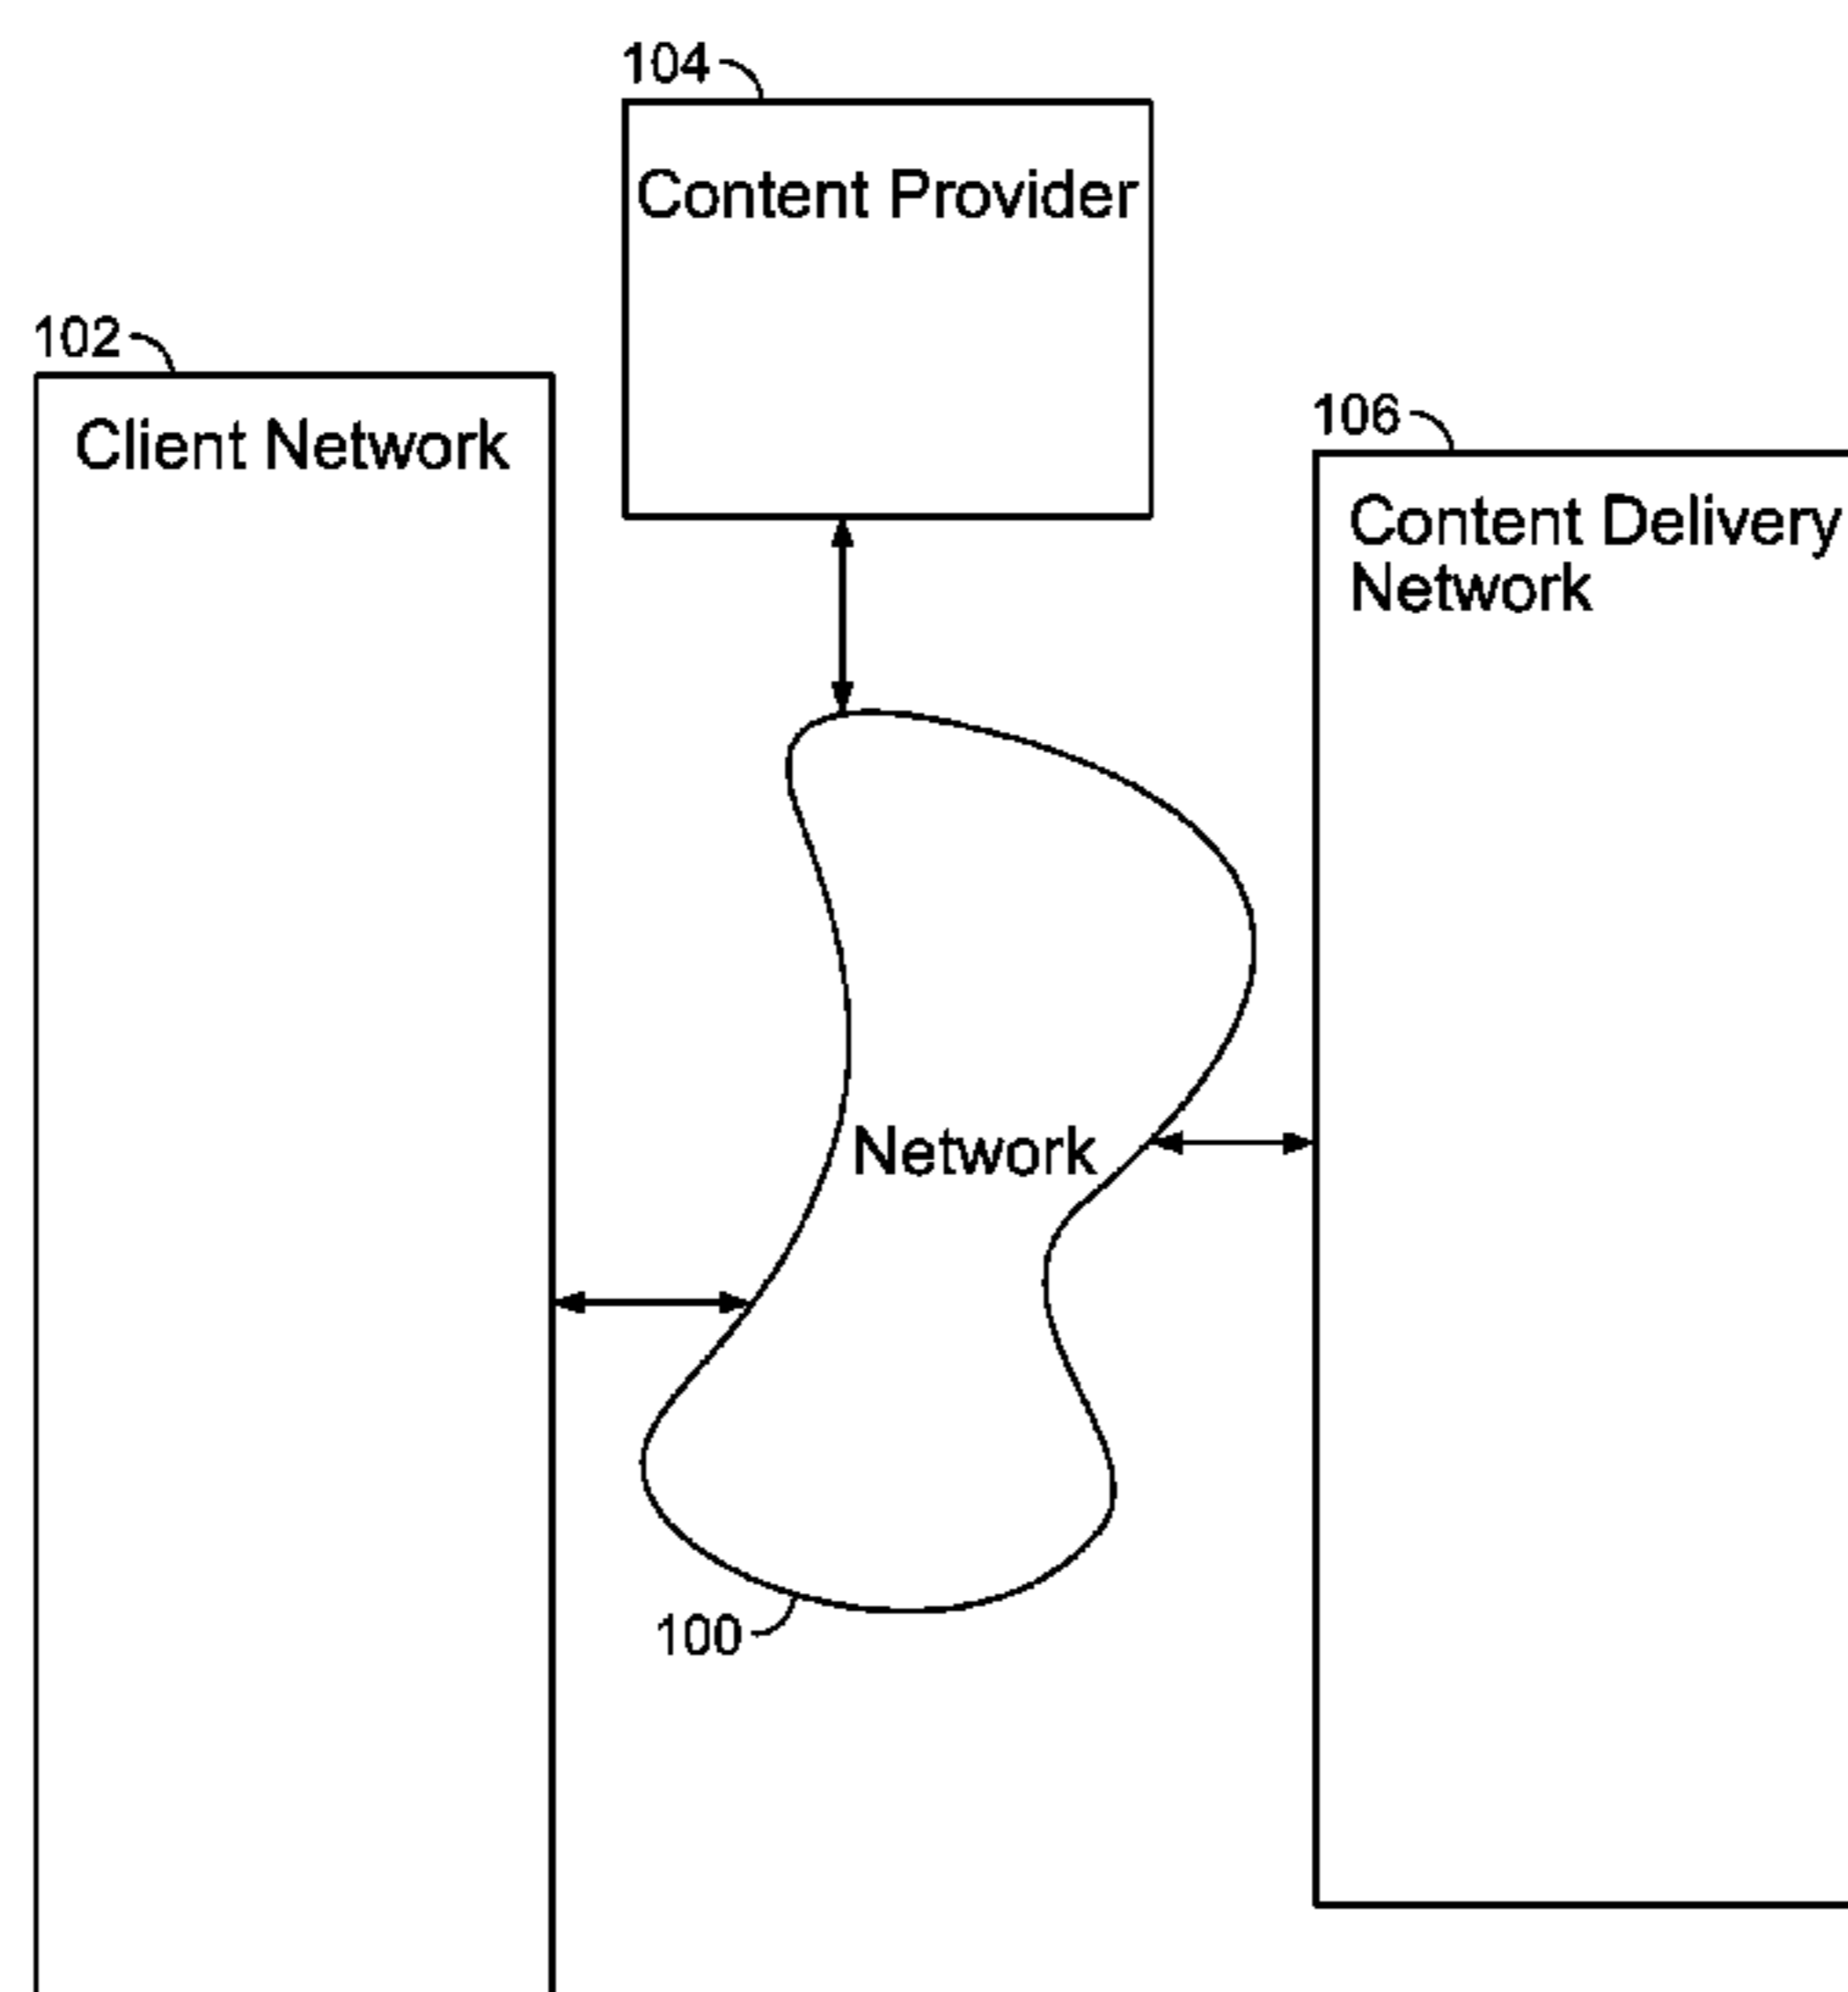 104
Content Provider
102
Client Network
106
Content Delivery
Network
Network
100